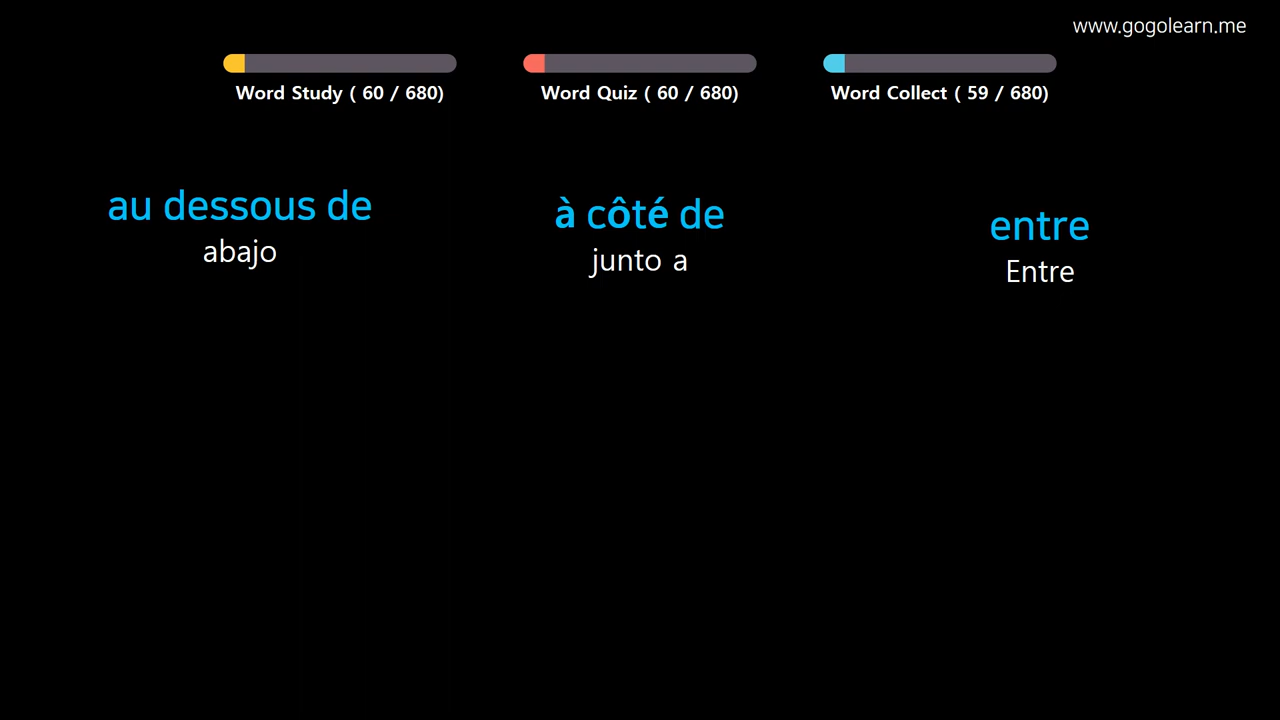 www.gogolearn.me
Word Study ( 60 / 680)
Word Quiz ( 60 / 680)
Word Collect ( 59 / 680)
au dessous de
abajo
à côté de
junto a
entre
Entre